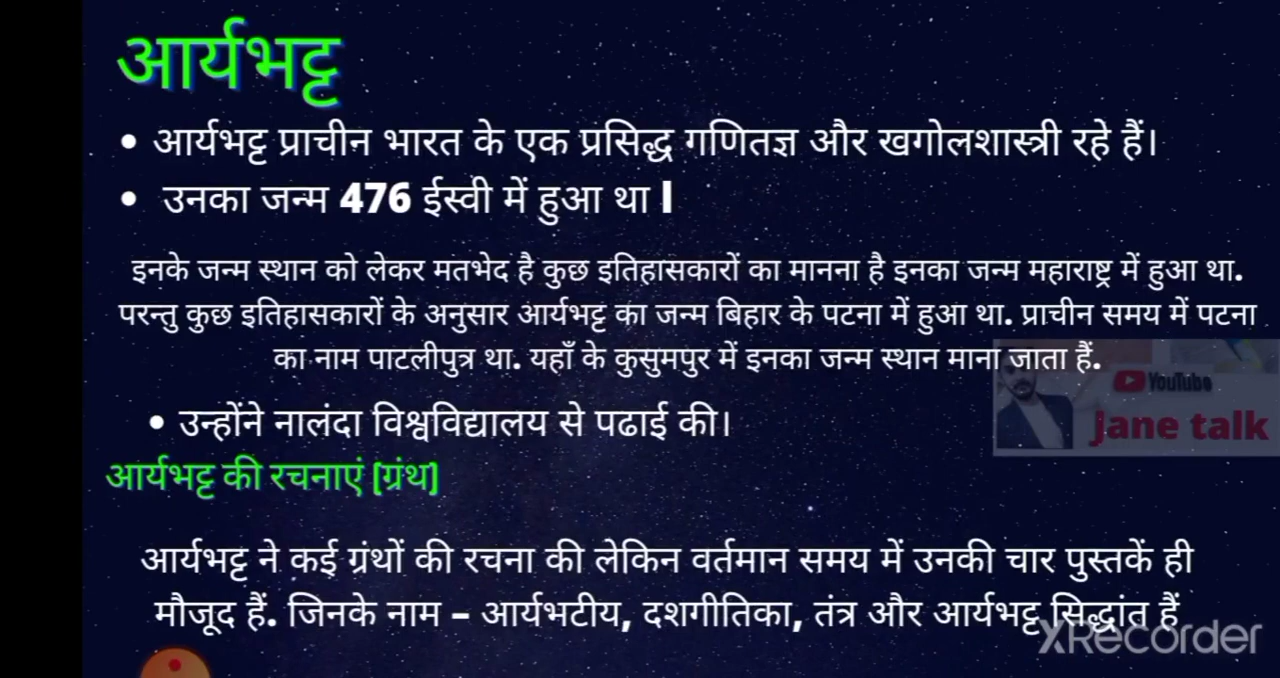 आर्यभट्ट
• आर्यभट्ट प्राचीन भारत के एक प्रसिद्ध गणितज्ञ और खगोलशास्त्री रहे हैं।
• उनका जन्म 476 ईस्वी में हुआ था l
इनके जन्म स्थान को लेकर मतभेद है कुछ इतिहासकारों का मानना है इनका जन्म महाराष्ट्र में हुआ था.
परन्तु कुछ इतिहासकारों के अनुसार आर्यभट्ट का जन्म बिहार के पटना में हुआ था. प्राचीन समय में पटना
का नाम पाटलीपुत्र था. यहाँ के कुसुमपुर में इनका जन्म स्थान माना जाता हैं.
YouTube
Jane talk
• उन्होंने नालंदा विश्वविद्यालय से पढाई की।
आर्यभट्ट की रचनाएं [ग्रंथ]
आर्यभट्ट ने कई ग्रंथों की रचना की लेकिन वर्तमान समय में उनकी चार पुस्तकें ही
मौजूद हैं. जिनके नाम – आर्यभटीय, दशगीतिका, तंत्र और आर्यभट्ट सिद्धांत हैं
XRecorder